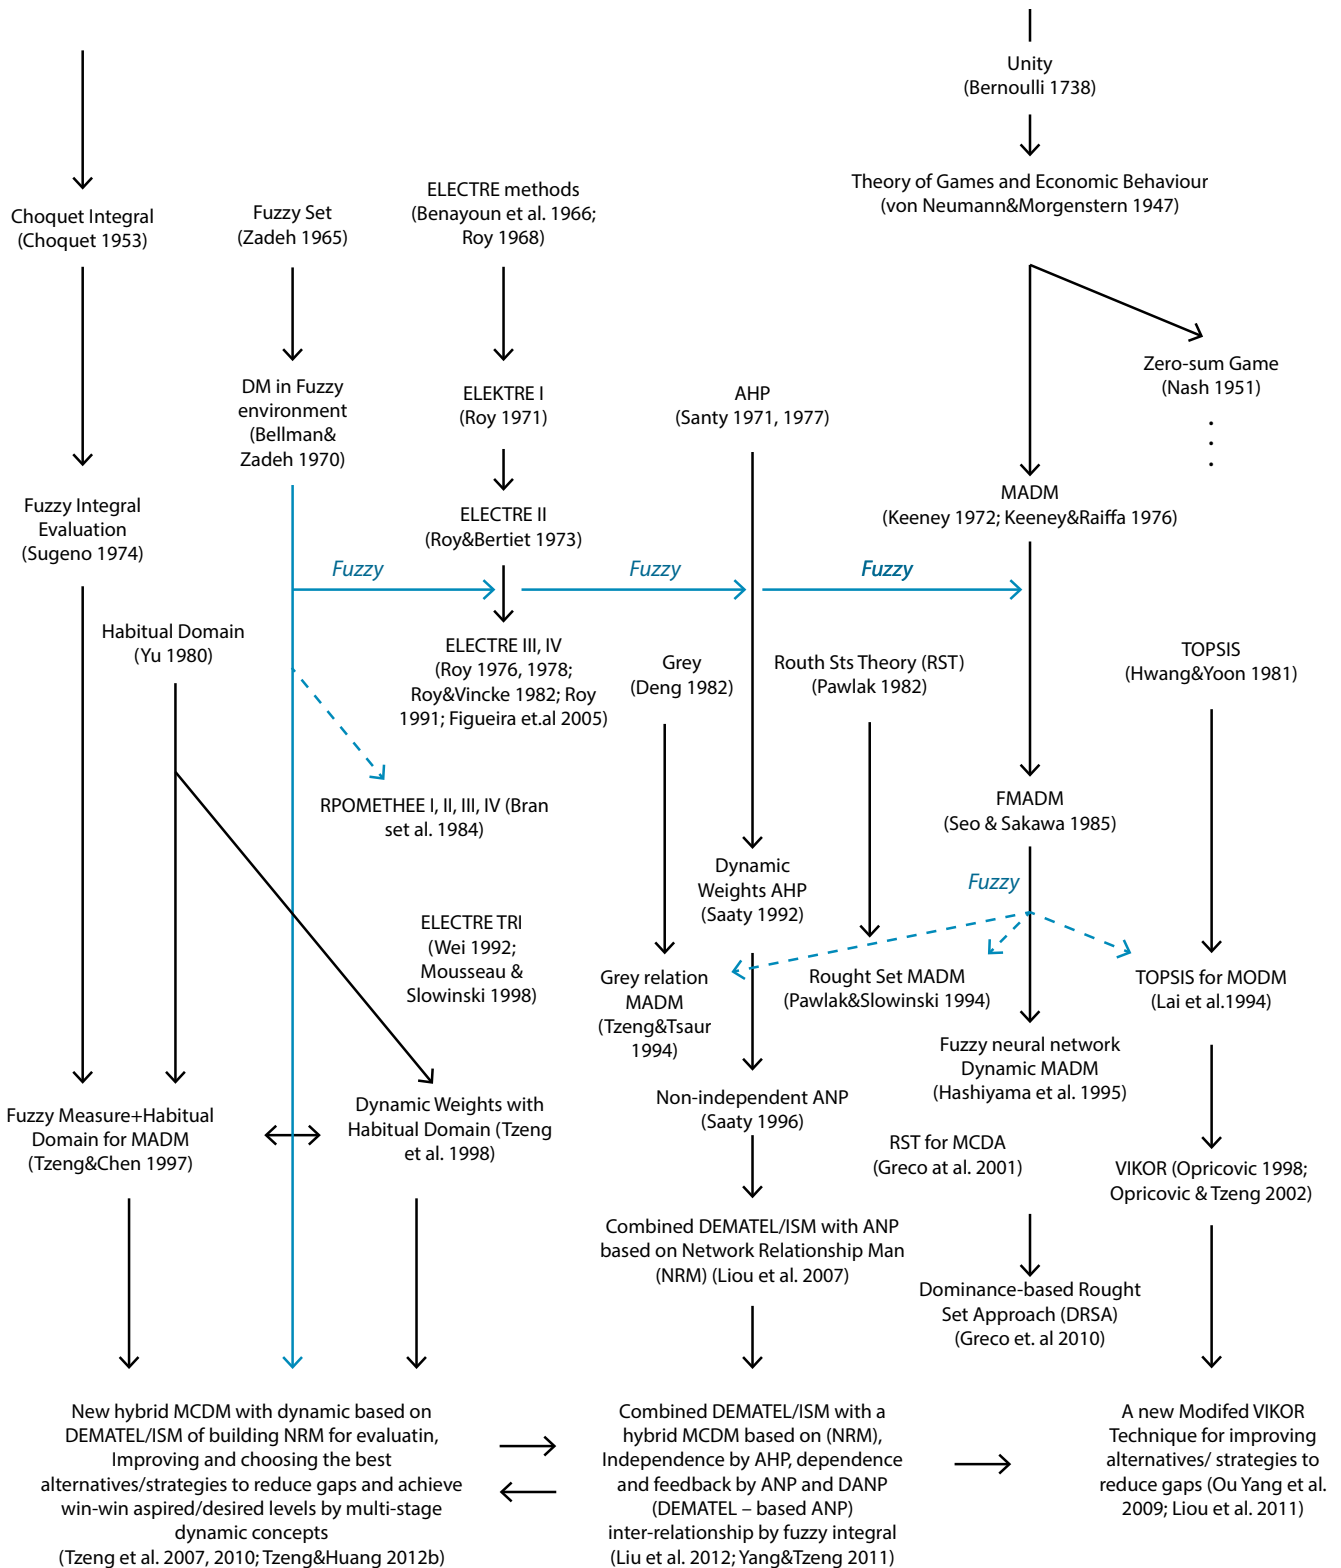 Unity
(Bernoulli 1738)
Theory of Games and Economic Behaviour
(von Neumann&Morgenstern 1947)
Choquet Integral
(Choquet 1953)
Fuzzy Set
(Zadeh 1965)
ELECTRE methods
(Benayoun et al. 1966;
Roy 1968)
Zero-sum Game
(Nash 1951)
.
.
.
DM in Fuzzy
environment
(Bellman&
Zadeh 1970)
ELEKTRE I
(Roy 1971)
AHP
(Santy 1971, 1977)
Fuzzy Integral
Evaluation
(Sugeno 1974)
ELECTRE II
(Roy&Bertiet 1973)
MADM
(Keeney 1972; Keeney&Raiffa 1976)
Fuzzy
Fuzzy
Fuzzy
Habitual Domain
(Yu 1980)
ELECTRE III, IV
(Roy 1976, 1978;
Roy&Vincke 1982; Roy
1991; Figueira et.al 2005)
Grey
(Deng 1982)
Routh Sts Theory (RST)
(Pawlak 1982)
TOPSIS
(Hwang&Yoon 1981)
RPOMETHEE I, II, III, IV (Bran
set al. 1984)
FMADM
(Seo & Sakawa 1985)
Dynamic
Weights AHP
(Saaty 1992)
Fuzzy
ELECTRE TRI
(Wei 1992;
Mousseau &
Slowinski 1998)
Grey relation
MADM
(Tzeng&Tsaur
1994)
Rought Set MADM
(Pawlak&Slowinski 1994)
TOPSIS for MODM
(Lai et al.1994)
Fuzzy neural network
Dynamic MADM
(Hashiyama et al. 1995)
Fuzzy Measure+Habitual
Domain for MADM
(Tzeng&Chen 1997)
Dynamic Weights with
Habitual Domain (Tzeng
et al. 1998)
Non-independent ANP
(Saaty 1996)
RST for MCDA
(Greco at al. 2001)
VIKOR (Opricovic 1998;
Opricovic & Tzeng 2002)
Combined DEMATEL/ISM with ANP
based on Network Relationship Man
(NRM) (Liou et al. 2007)
Dominance-based Rought
Set Approach (DRSA)
(Greco et. al 2010)
New hybrid MCDM with dynamic based on
DEMATEL/ISM of building NRM for evaluatin,
Improving and choosing the best
alternatives/strategies to reduce gaps and achieve
win-win aspired/desired levels by multi-stage
dynamic concepts
(Tzeng et al. 2007, 2010; Tzeng&Huang 2012b)
Combined DEMATEL/ISM with a
hybrid MCDM based on (NRM),
Independence by AHP, dependence
and feedback by ANP and DANP
(DEMATEL – based ANP)
inter-relationship by fuzzy integral
(Liu et al. 2012; Yang&Tzeng 2011)
A new Modifed VIKOR
Technique for improving
alternatives/ strategies to
reduce gaps (Ou Yang et al.
2009; Liou et al. 2011)